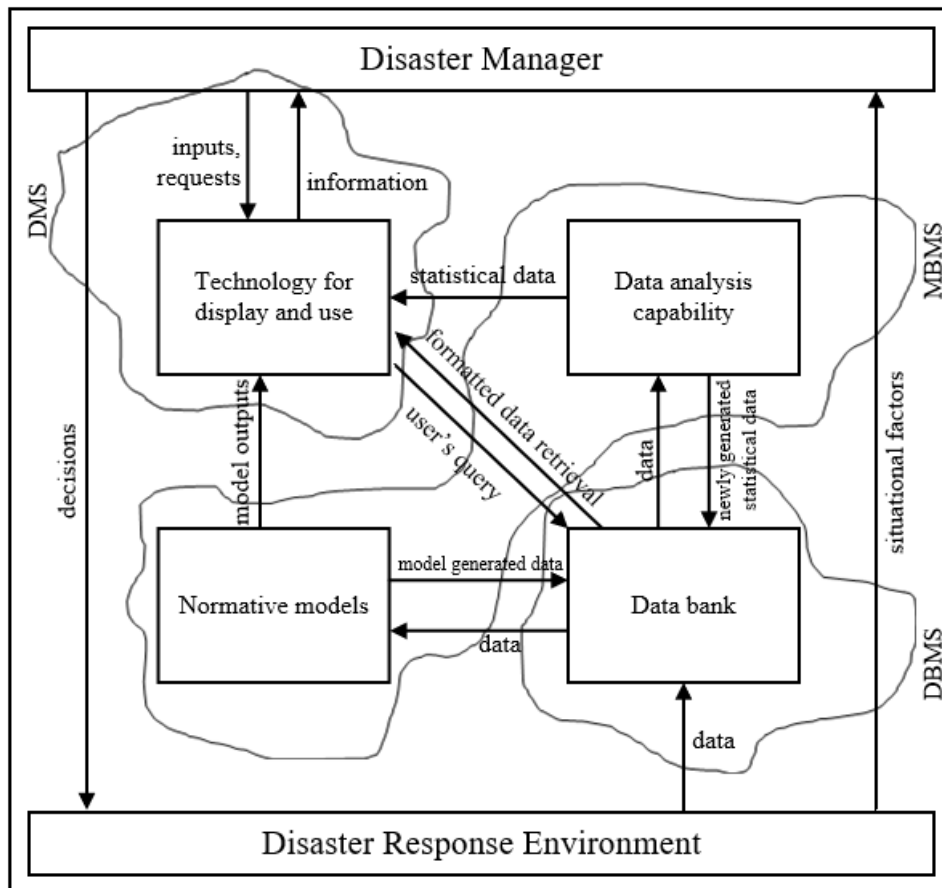 Disaster Manager
inputs,
requests
information
DMS
MBMS
Technology for
display and use
statistical data
Data analysis
capability
formatted data retrieval
user's query
model outputs
data
newly generated
statistical data
decisions
situational factors
Normative models
model generated data
data
Data bank
DBMS
data
Disaster Response Environment